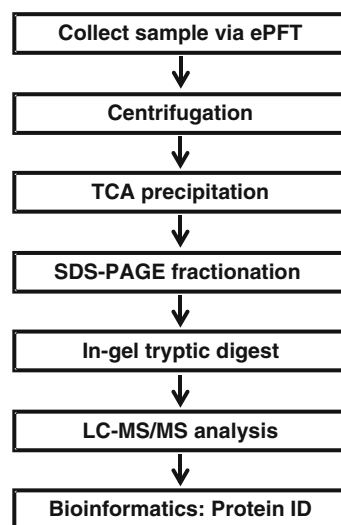 Collect sample via ePFT
Centrifugation
TCA precipitation
SDS-PAGE fractionation
In-gel tryptic digest
LC-MS/MS analysis
Bioinformatics: Protein ID